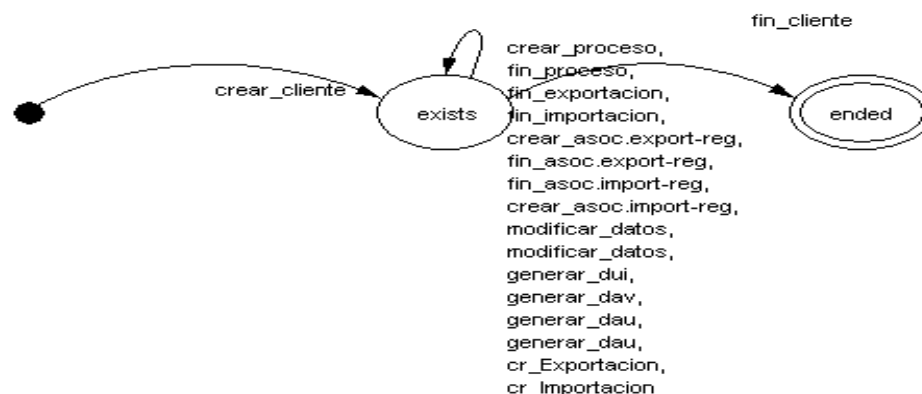 fin_cliente
crear_proceso,
fin_proceso,
crear_cliente
fin_exportacion,
exists
fin_importacion,
ended
crear_asoc.export-reg,
fin_asoc.export-reg,
fin_asoc.import-reg,
crear_asoc.import-reg,
modificar_datos,
modificar_datos,
generar_dui,
generar_dav,
generar_dau,
generar_dau,
cr_Exportacion,
cr_Importacion